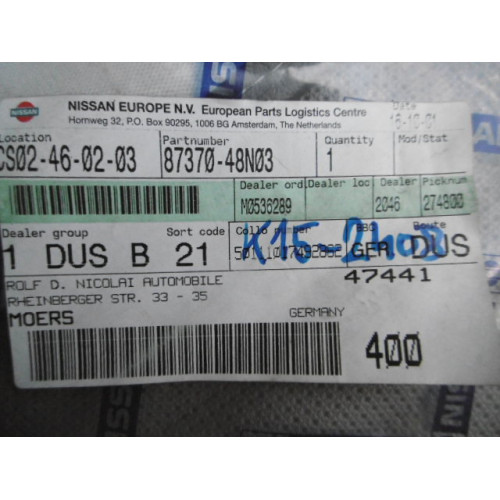 NISSAN EUROPE N.V. European Parts Logistics Centre
Hornweg 32, P.O. Box 90295, 1006 BG Amsterdam, The Netherlands
Date
16-10-01
Location Partnumber Quantity Mod/Stat
CS02-46-02-03 87370-48N03 1
Dealer ord. Dealer loc Dealer Picknum
M0536289 2046 274800
Dealer group Sort code Collo number Route
1 DUS B 21 GER DUS
K15
47441
ROLF D. NICOLAI AUTOMOBILE
RHEINBERGER STR. 33 - 35
MOERS GERMANY
400
NISSAN